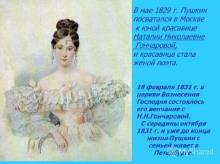 В мае 1829 г. Пушкин
посватался в Москве
к юной красавице
Наталии Николаевне
Гончаровой,
и красавица стала
женой поэта.
18 февраля 1831 г. в
церкви Вознесения
Господня состоялось
его венчание с
Н.Н.Гончаровой.
С середины октября
1831 г. и уже до конца
жизни Пушкин с
семьей живет в
Петербурге